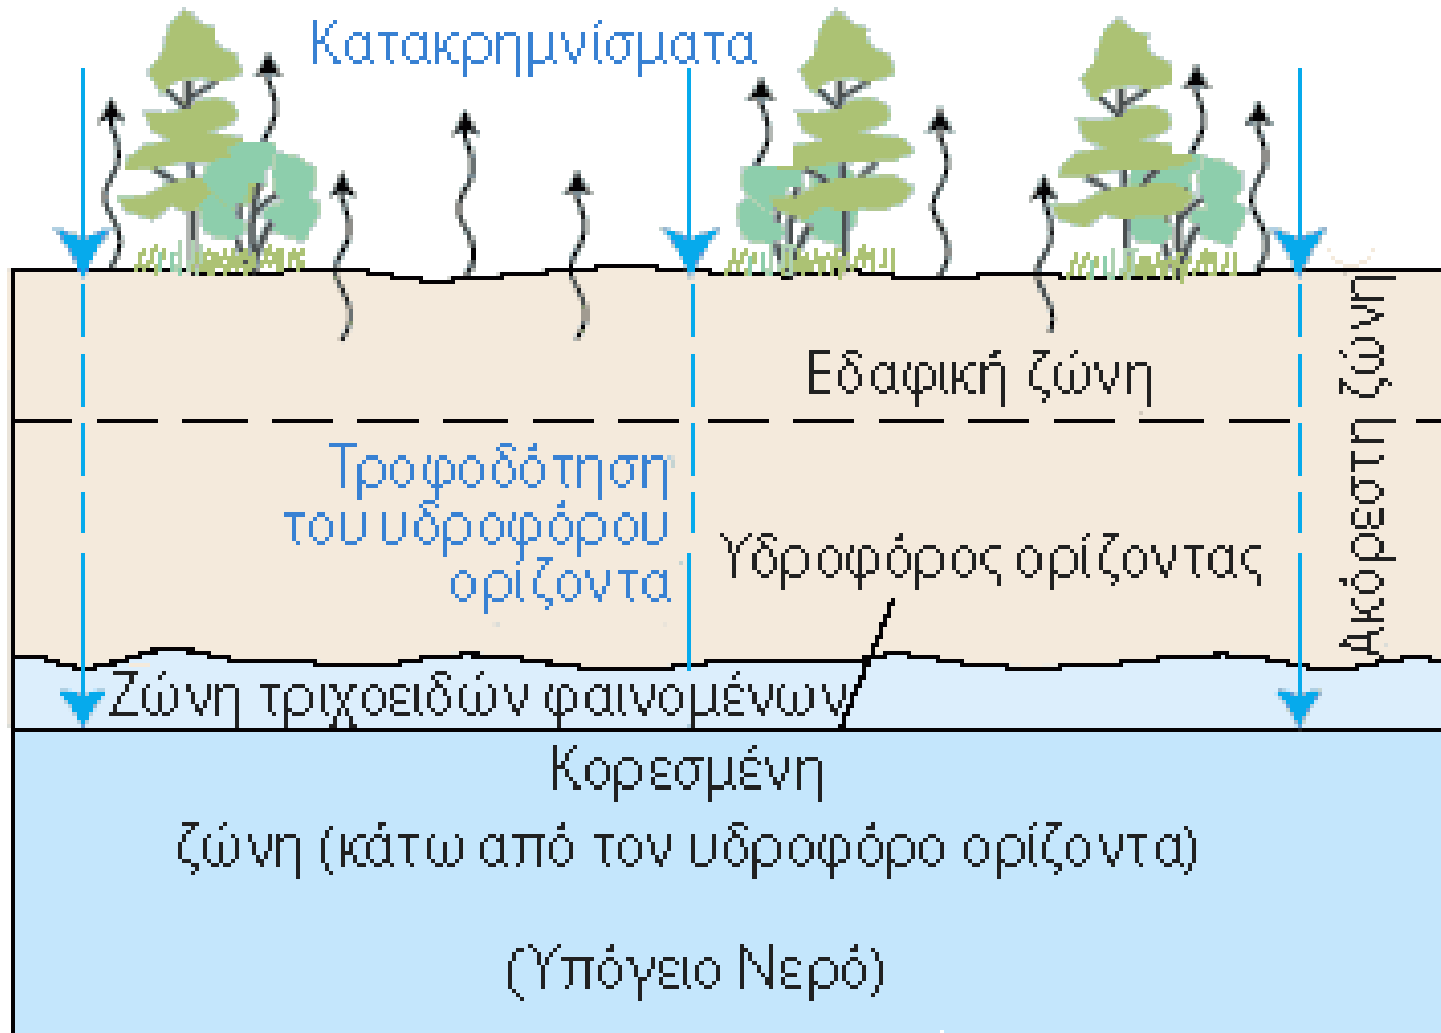 Κατακρημνίσματα
Εδαφική ζώνη
Ακόρεστη ζώνη
Τροφοδότηση
του υδροφόρου
ορίζοντα
Υδροφόρος ορίζοντας
Ζώνη τριχοειδών φαινομένων
Κορεσμένη
ζώνη (κάτω από τον υδροφόρο ορίζοντα)
(Υπόγειο Νερό)